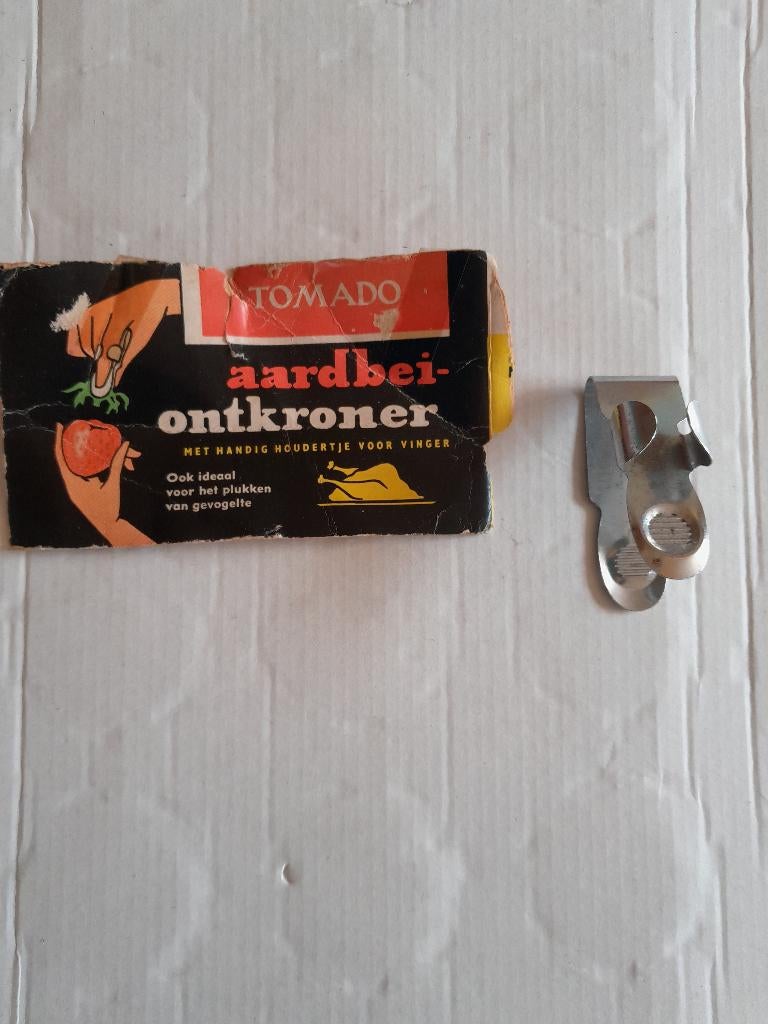 TOMADO
aardbei-
ontkroner
MET HANDIG HOUDERTJE VOOR VINGER
Ook ideaal
voor het plukken
van gevogelte